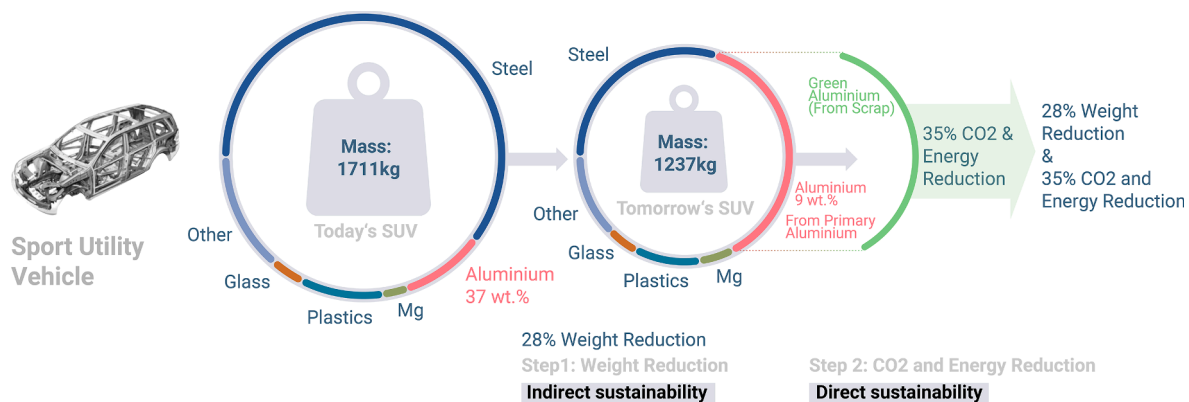 Sport Utility
Vehicle
Steel
Mass:
1711kg
Today's SUV
Other
Glass
Plastics
Mg
Aluminium
37 wt.%
Steel
Mass:
1237kg
Tomorrow's SUV
Other
Glass
Plastics
Mg
Aluminium
9 wt.%
From Primary
Aluminium
Green
Aluminium
(From Scrap)
35% CO2 &
Energy
Reduction
28% Weight
Reduction
&
35% CO2 and
Energy Reduction
28% Weight Reduction
Step1: Weight Reduction
Indirect sustainability
Step 2: CO2 and Energy Reduction
Direct sustainability